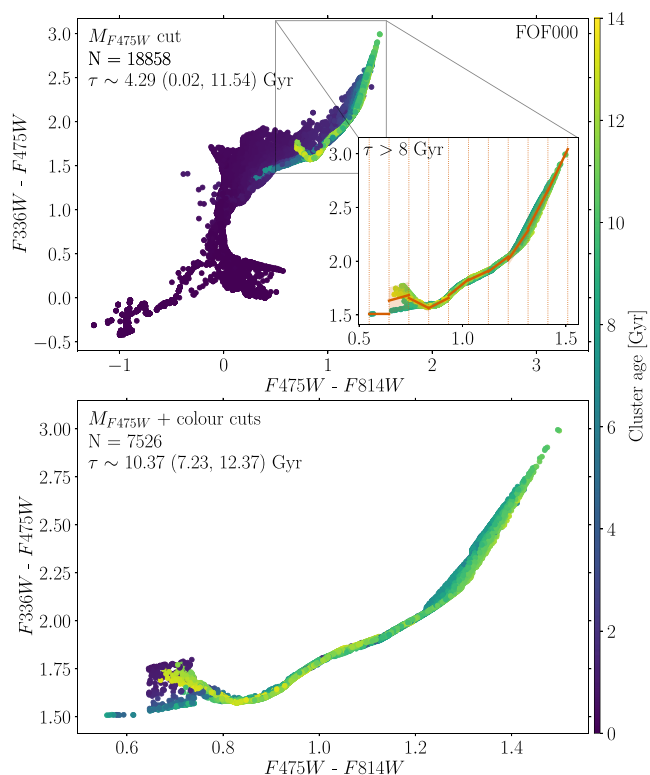 M_{F475W} cut
N = 18858
τ ∼ 4.29 (0.02, 11.54) Gyr
FOF000
3.0
2.5
2.0
1.5
1.0
0.5
0.0
−0.5
F336W - F475W
τ > 8 Gyr
3.0
2.5
2.0
1.5
0.5 1.0 1.5
−1 0 1 2 3
F475W - F814W
M_{F475W} + colour cuts
N = 7526
τ ∼ 10.37 (7.23, 12.37) Gyr
3.00
2.75
2.50
2.25
2.00
1.75
1.50
F336W - F475W
0.6 0.8 1.0 1.2 1.4
F475W - F814W
14
12
10
8
6
4
2
0
Cluster age [Gyr]